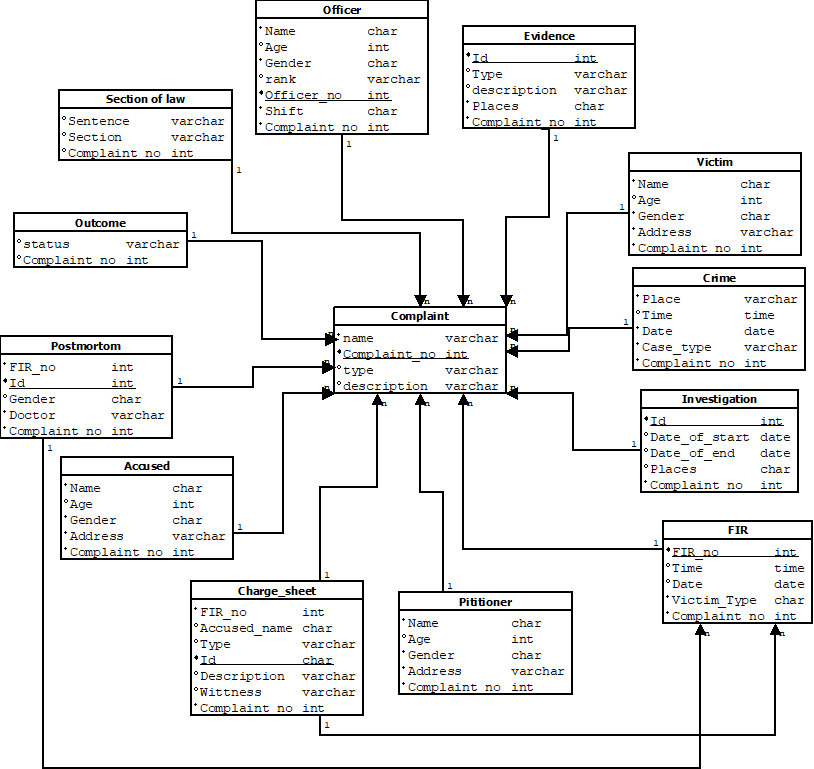 Officer
Name char
Age int
Gender char
rank varchar
Officer_no int
Shift char
Complaint no int
1
Evidence
Id int
Type varchar
description varchar
Places char
Complaint_no int
1
Section of law
Sentence varchar
Section varchar
Complaint no int
1
Victim
Name char
Age int
Gender char
Address varchar
Complaint no int
1
Outcome
status varchar
Complaint no int
1
Crime
Place varchar
Time time
Date date
Case_type varchar
Complaint no int
1
Complaint
name varchar
Complaint_no int
type varchar
description varchar
n
n
n
n
n
n
n
n
n
n
n
Postmortom
FIR_no int
Id int
Gender char
Doctor varchar
Complaint no int
1
1
Investigation
Id int
Date_of_start date
Date_of_end date
Places char
Complaint_no int
1
Accused
Name char
Age int
Gender char
Address varchar
Complaint no int
1
FIR
FIR_no int
Time time
Date date
Victim_Type char
Complaint no int
1
n
n
Charge_sheet
FIR_no int
Accused_name char
Type varchar
Id char
Description varchar
Wittness varchar
Complaint no int
1
1
Pititioner
Name char
Age int
Gender char
Address varchar
Complaint no int
1